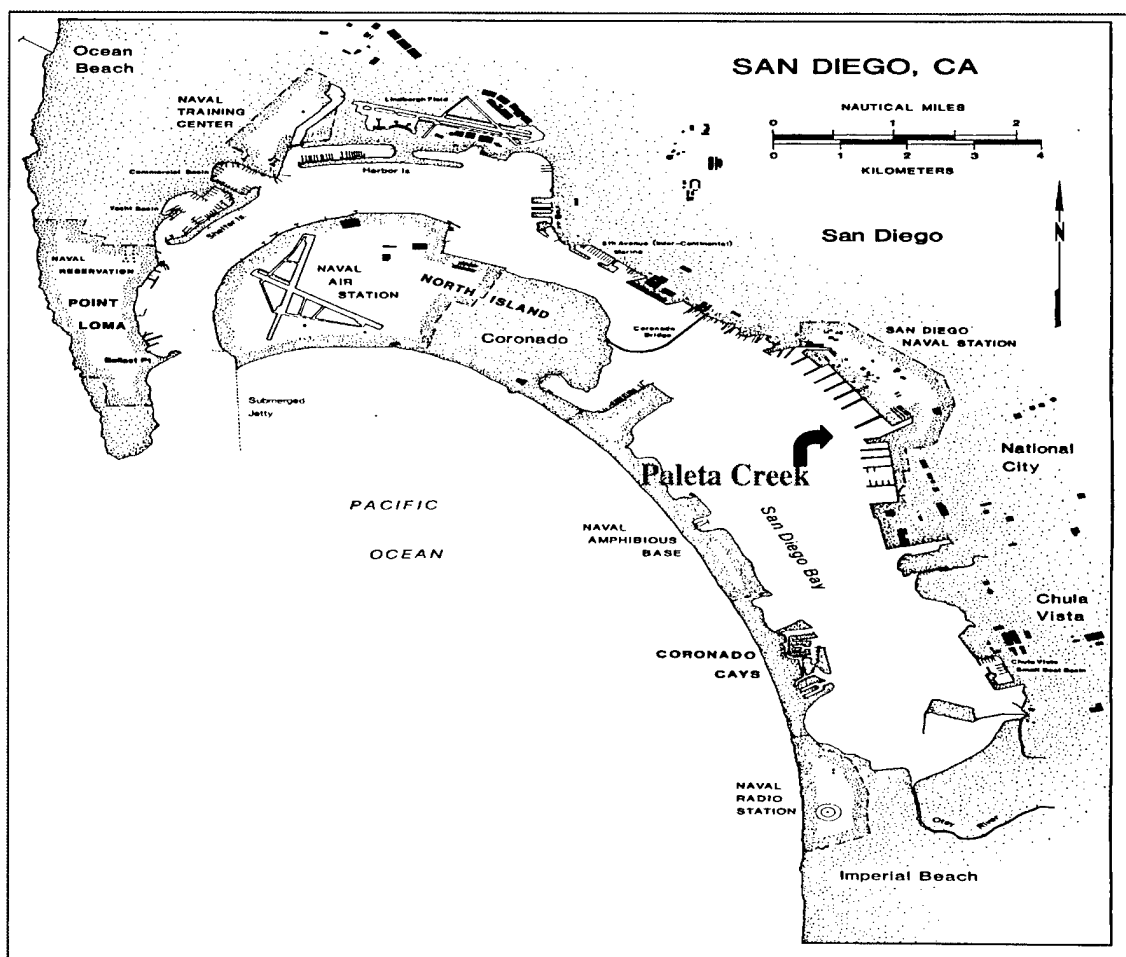 SAN DIEGO, CA
NAUTICAL MILES
0 1 2
0 1 2 3 4
KILOMETERS
N
Ocean
Beach
NAVAL
TRAINING
CENTER
Lindbergh Field
Commercial Basin
Harbor Is.
Yacht Basin
Shelter Is.
NAVAL
RESERVATION
POINT
LOMA
Ballast Pt.
NAVAL
AIR
STATION
NORTH ISLAND
Coronado
Submerged
Jetty
5th Avenue (Inter-Continental)
Marina
San Diego
Coronado
Bridge
SAN DIEGO
NAVAL STATION
National
City
Paleta Creek
San Diego Bay
PACIFIC
OCEAN
NAVAL
AMPHIBIOUS
BASE
Chula
Vista
Chula Vista
Small Boat Basin
CORONADO
CAYS
NAVAL
RADIO
STATION
Otay River
Imperial Beach